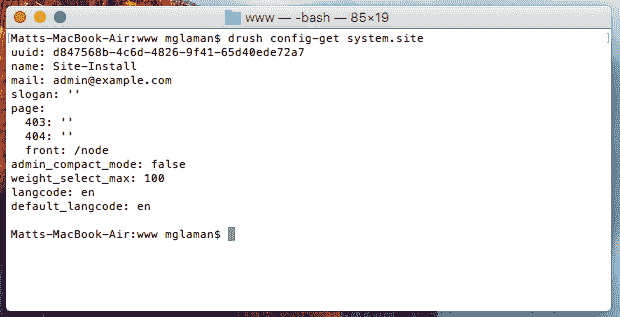 www — -bash — 85×19
Matts-MacBook-Air:www mglaman$ drush config-get system.site
uuid: d847568b-4c6d-4826-9f41-65d40ede72a7
name: Site-Install
mail: admin@example.com
slogan: ''
page:
  403: ''
  404: ''
  front: /node
admin_compact_mode: false
weight_select_max: 100
langcode: en
default_langcode: en
Matts-MacBook-Air:www mglaman$